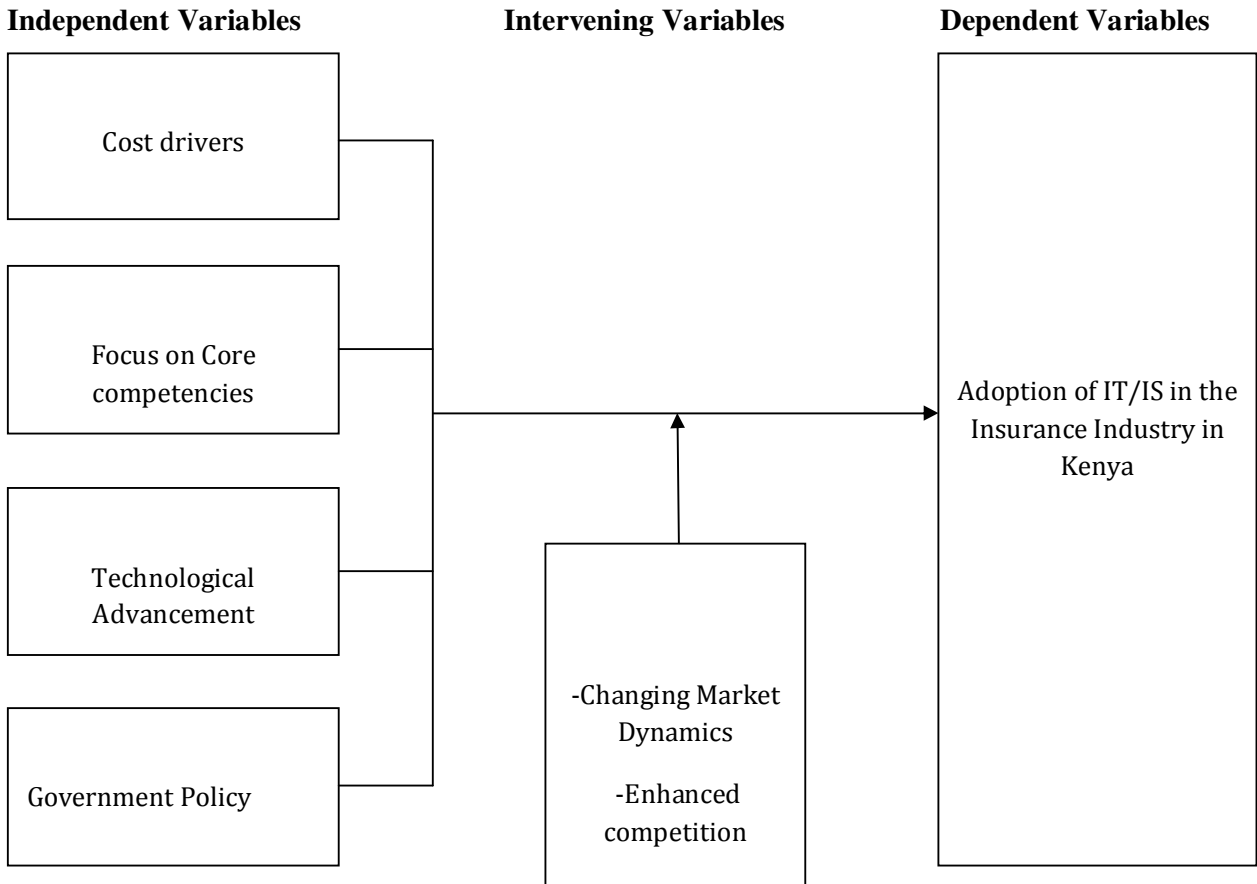 Independent Variables
Intervening Variables
Dependent Variables
Cost drivers
Focus on Core
competencies
Technological
Advancement
Government Policy
-Changing Market
Dynamics
-Enhanced
competition
Adoption of IT/IS in the
Insurance Industry in
Kenya